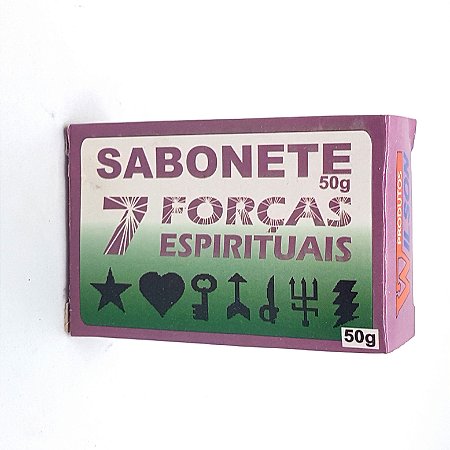 SABONETE
50g
7 FORÇAS
ESPIRITUAIS
50g
PRODUTOS